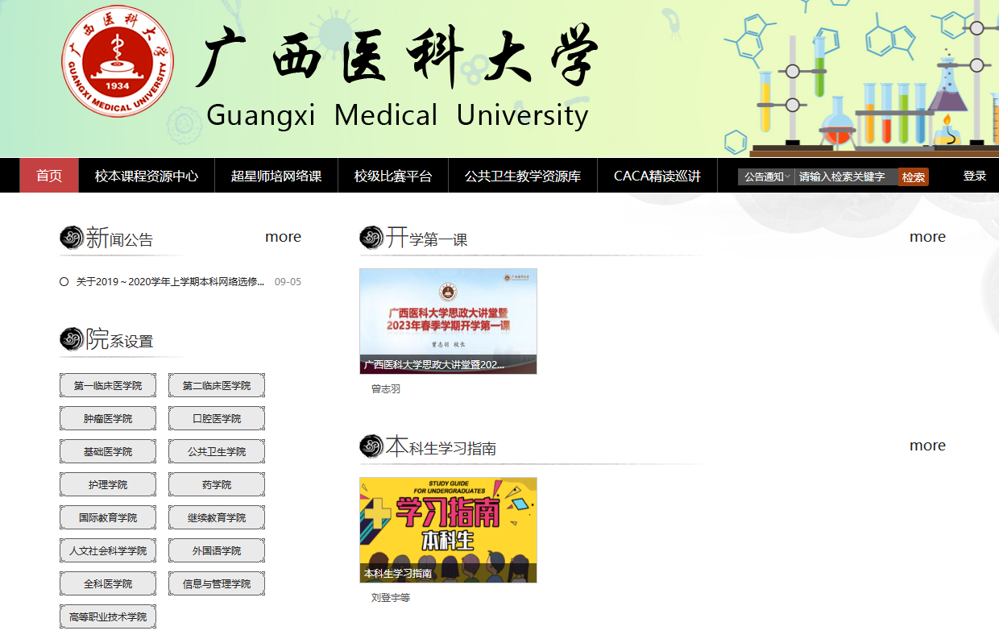 广西医科大学
GUANGXI MEDICAL UNIVERSITY
1934
广西医科大学
Guangxi Medical University
首页 校本课程资源中心 超星师培网络课 校级比赛平台 公共卫生教学资源库 CACA精读巡讲 公告通知 请输入检索关键字 检索 登录
新闻公告 more
关于2019～2020学年上学期本科网络选修... 09-05
院系设置
第一临床医学院 第二临床医学院
肿瘤医学院 口腔医学院
基础医学院 公共卫生学院
护理学院 药学院
国际教育学院 继续教育学院
人文社会科学学院 外国语学院
全科医学院 信息与管理学院
高等职业技术学院
开学第一课 more
广西医科大学
广西医科大学思政大讲堂暨
2023年春季学期开学第一课
曾志羽 校长
广西医科大学思政大讲堂暨202...
曾志羽
本科生学习指南 more
STUDY GUIDE
FOR UNDERGRADUATES
学习指南
本科生
本科生学习指南
刘登宇等